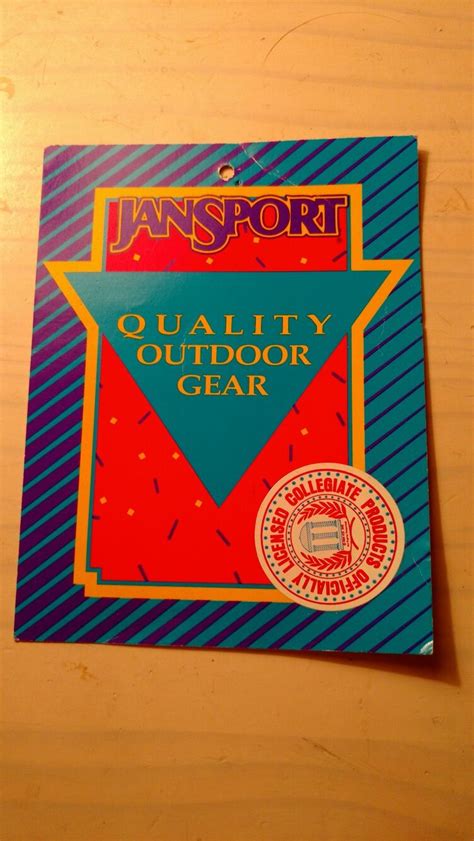 JANSPORT®
QUALITY
OUTDOOR
GEAR
OFFICIALLY LICENSED COLLEGIATE PRODUCTS